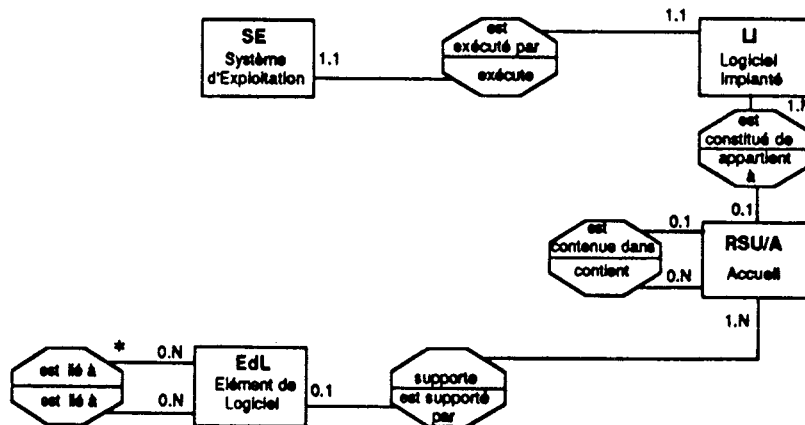 SE
Système
d'Exploitation
1.1
est
exécuté par
exécute
1.1
LI
Logiciel
Implanté
1.N
est
constitué de
appartient
à
0.1
RSU/A
Accueil
est
contenue dans
contient
0.1
0.N
1.N
*
est lié à
est lié à
0.N
0.N
EdL
Elément de
Logiciel
0.1
supporte
est supporté
par